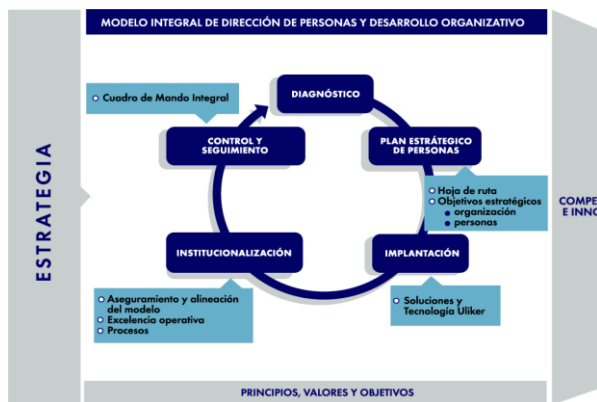 MODELO INTEGRAL DE DIRECCIÓN DE PERSONAS Y DESARROLLO ORGANIZATIVO
ESTRATEGIA
DIAGNÓSTICO
Cuadro de Mando Integral
CONTROL Y
SEGUIMIENTO
PLAN ESTRATÉGICO
DE PERSONAS
Hoja de ruta
Objetivos estratégicos
organización
personas
INSTITUCIONALIZACIÓN
IMPLANTACIÓN
Aseguramiento y alineación
del modelo
Excelencia operativa
Procesos
Soluciones y
Tecnología Uliker
PRINCIPIOS, VALORES Y OBJETIVOS
COMPE
E INNO